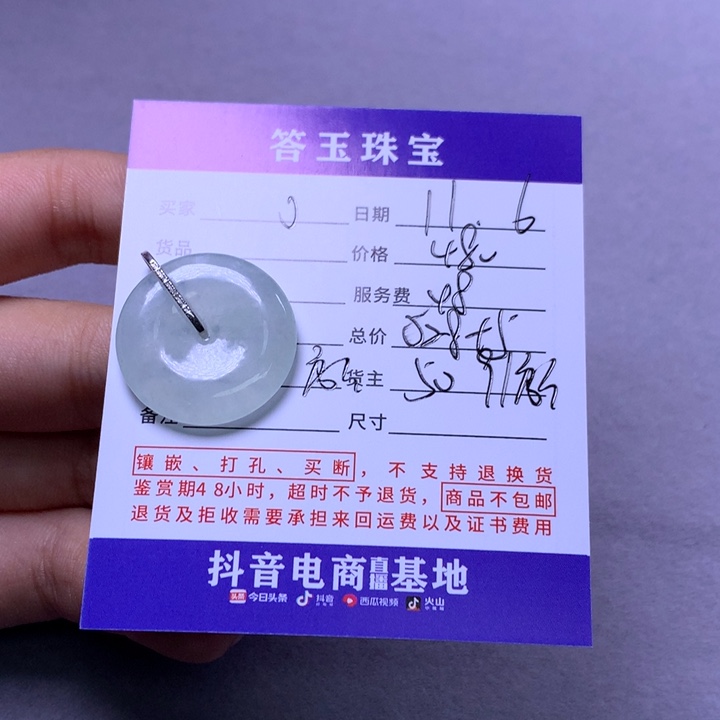 答玉珠宝
买家 日期 11.6
货品 价格 480
服务费 48
总价 528+5
货主 50
备注 尺寸
镶嵌、打孔、买断，不支持退换货
鉴赏期48小时，超时不予退货，商品不包邮
退货及拒收需要承担来回运费以及证书费用
抖音电商直播基地
头条 今日头条 抖音 西瓜视频 火山